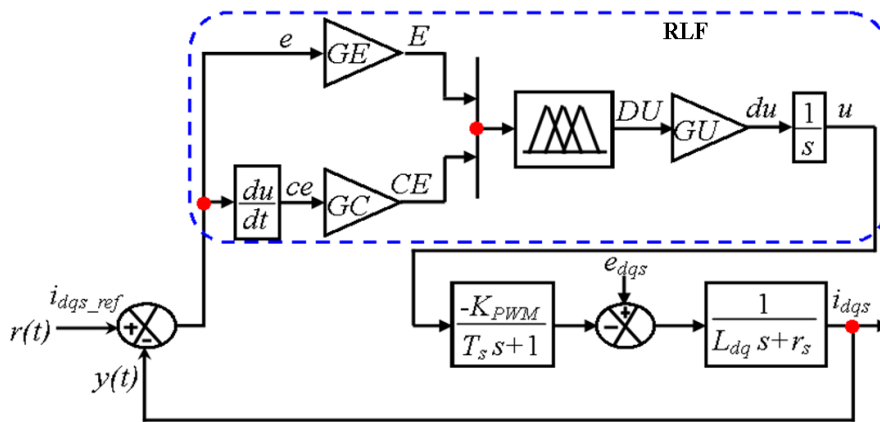 RLF
e
GE
E
du
dt
ce
GC
CE
DU
GU
du
1
s
u
i_dqs_ref
r(t)
+
-
y(t)
-K_PWM
T_s s+1
e_dqs
+
-
1
L_dq s+r_s
i_dqs